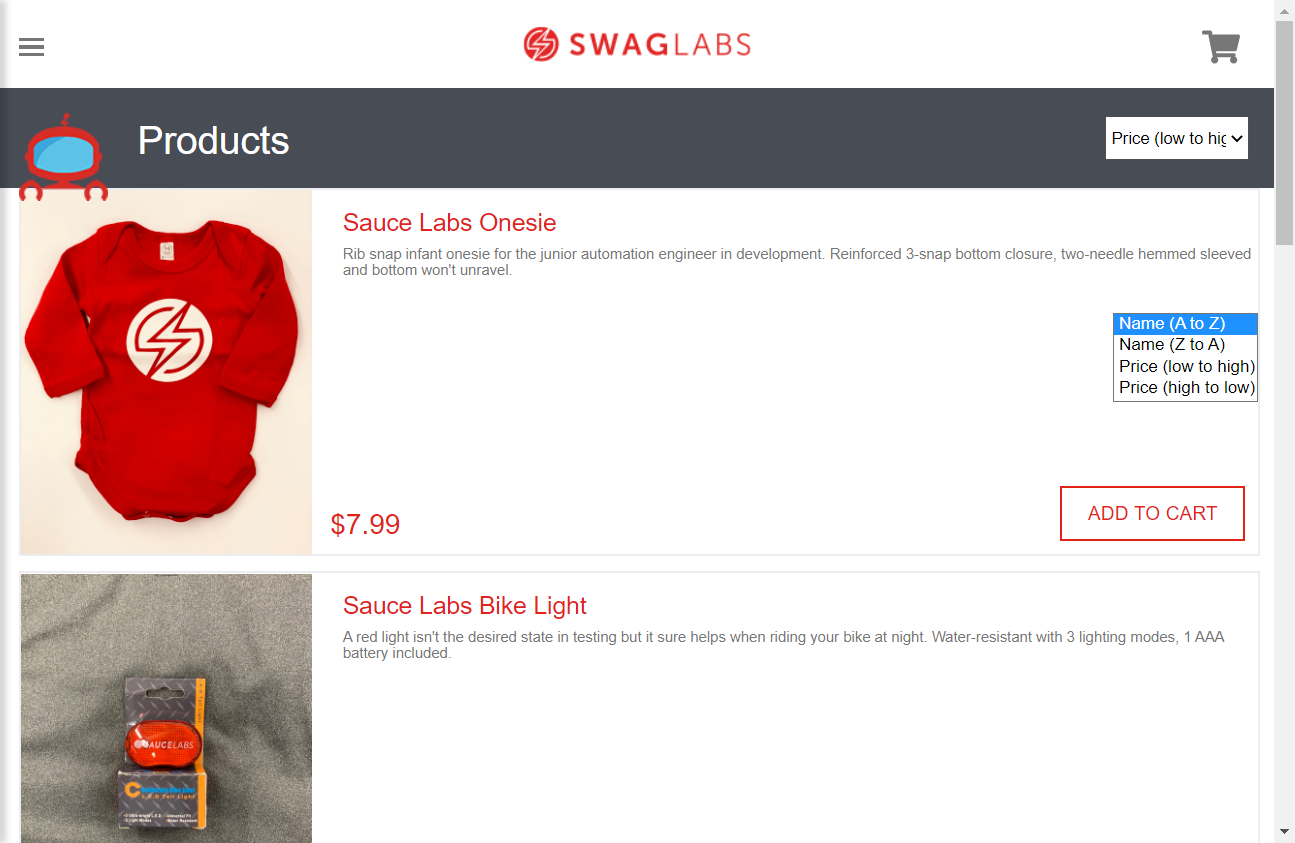 SWAGLABS
Products
Price (low to hig
Sauce Labs Onesie
Rib snap infant onesie for the junior automation engineer in development. Reinforced 3-snap bottom closure, two-needle hemmed sleeved
and bottom won't unravel.
Name (A to Z)
Name (Z to A)
Price (low to high)
Price (high to low)
$7.99
ADD TO CART
Sauce Labs Bike Light
A red light isn't the desired state in testing but it sure helps when riding your bike at night. Water-resistant with 3 lighting modes, 1 AAA
battery included.
SAUCELABS